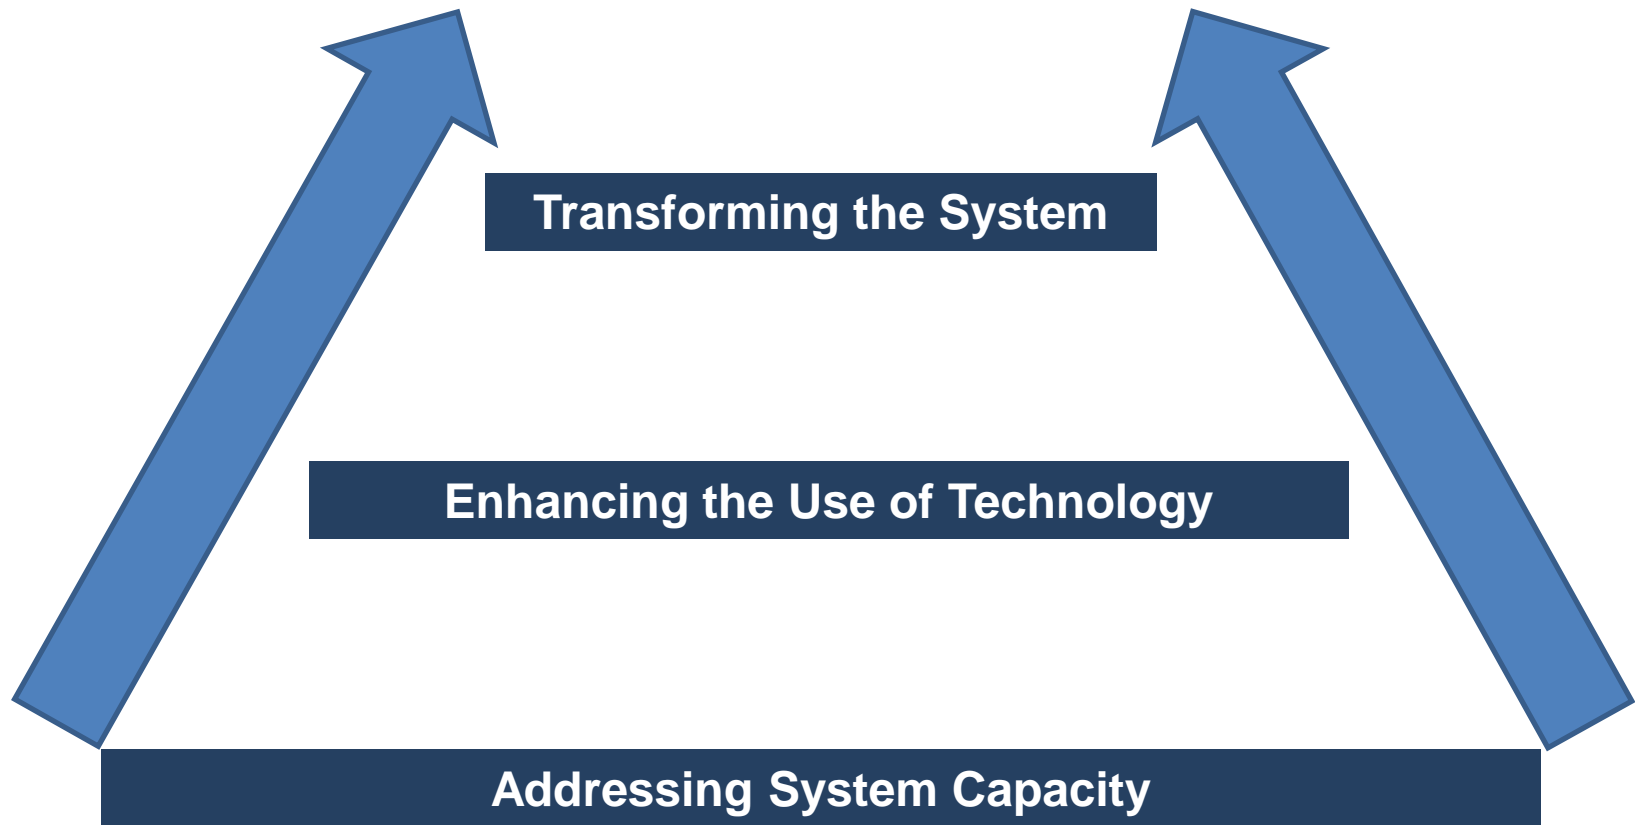 Transforming the System
Enhancing the Use of Technology
Addressing System Capacity